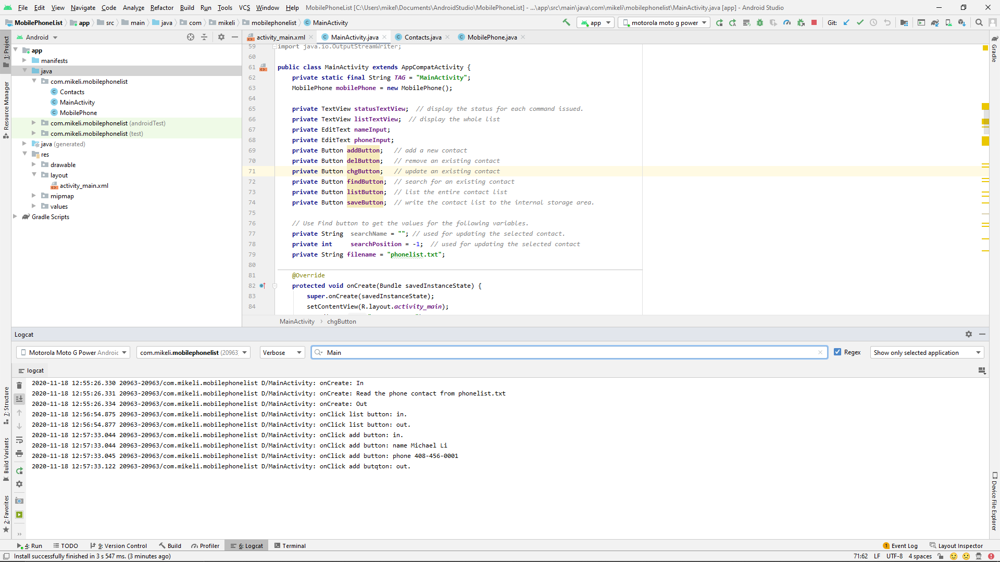 File Edit View Navigate Code Analyze Refactor Build Run Tools VCS Window Help MobilePhoneList [C:\Users\mikel\Documents\AndroidStudio\MobilePhoneList] - ...\app\src\main\java\com\mikeli\mobilephonelist\MainActivity.java [app] - Android Studio
MobilePhoneList app src main java com mikeli mobilephonelist MainActivity app motorola moto g power Git:
Android
activity_main.xml MainActivity.java Contacts.java MobilePhone.java
1: Project
Resource Manager
7: Structure
Build Variants
2: Favorites
Gradle
Device File Explorer
app
manifests
java
com.mikeli.mobilephonelist
Contacts
MainActivity
MobilePhone
com.mikeli.mobilephonelist (androidTest)
com.mikeli.mobilephonelist (test)
java (generated)
res
drawable
layout
activity_main.xml
mipmap
values
Gradle Scripts
59 import java.io.OutputStreamWriter;
60
61 public class MainActivity extends AppCompatActivity {
62 private static final String TAG = "MainActivity";
63 MobilePhone mobilePhone = new MobilePhone();
64
65 private TextView statusTextView; // display the status for each command issued.
66 private TextView listTextView; // display the whole list
67 private EditText nameInput;
68 private EditText phoneInput;
69 private Button addButton; // add a new contact
70 private Button delButton; // remove an existing contact
71 private Button chgButton; // update an existing contact
72 private Button findButton; // search for an existing contact
73 private Button listButton; // list the entire contact list
74 private Button saveButton; // write the contact list to the internal storage area.
75
76 // Use Find button to get the values for the following variables.
77 private String searchName = ""; // used for updating the selected contact.
78 private int searchPosition = -1; // used for updating the selected contact
79 private String filename = "phonelist.txt";
80
81 @Override
82 protected void onCreate(Bundle savedInstanceState) {
83 super.onCreate(savedInstanceState);
84 setContentView(R.layout.activity_main);
MainActivity chgButton
Logcat
Motorola Moto G Power Android com.mikeli.mobilephonelist (20963) Verbose Main Regex Show only selected application
logcat
2020-11-18 12:55:26.330 20963-20963/com.mikeli.mobilephonelist D/MainActivity: onCreate: In
2020-11-18 12:55:26.331 20963-20963/com.mikeli.mobilephonelist D/MainActivity: onCreate: Read the phone contact from phonelist.txt
2020-11-18 12:55:26.334 20963-20963/com.mikeli.mobilephonelist D/MainActivity: onCreate: Out
2020-11-18 12:56:54.875 20963-20963/com.mikeli.mobilephonelist D/MainActivity: onClick list button: in.
2020-11-18 12:56:54.877 20963-20963/com.mikeli.mobilephonelist D/MainActivity: onClick list button: out.
2020-11-18 12:57:33.044 20963-20963/com.mikeli.mobilephonelist D/MainActivity: onClick add button: in.
2020-11-18 12:57:33.044 20963-20963/com.mikeli.mobilephonelist D/MainActivity: onClick add button: name Michael Li
2020-11-18 12:57:33.045 20963-20963/com.mikeli.mobilephonelist D/MainActivity: onClick add button: phone 408-456-0001
2020-11-18 12:57:33.122 20963-20963/com.mikeli.mobilephonelist D/MainActivity: onClick add butqton: out.
4: Run TODO 9: Version Control Build Profiler 6: Logcat Terminal 1 Event Log Layout Inspector
Install successfully finished in 3 s 547 ms. (3 minutes ago) 71:62 LF UTF-8 4 spaces